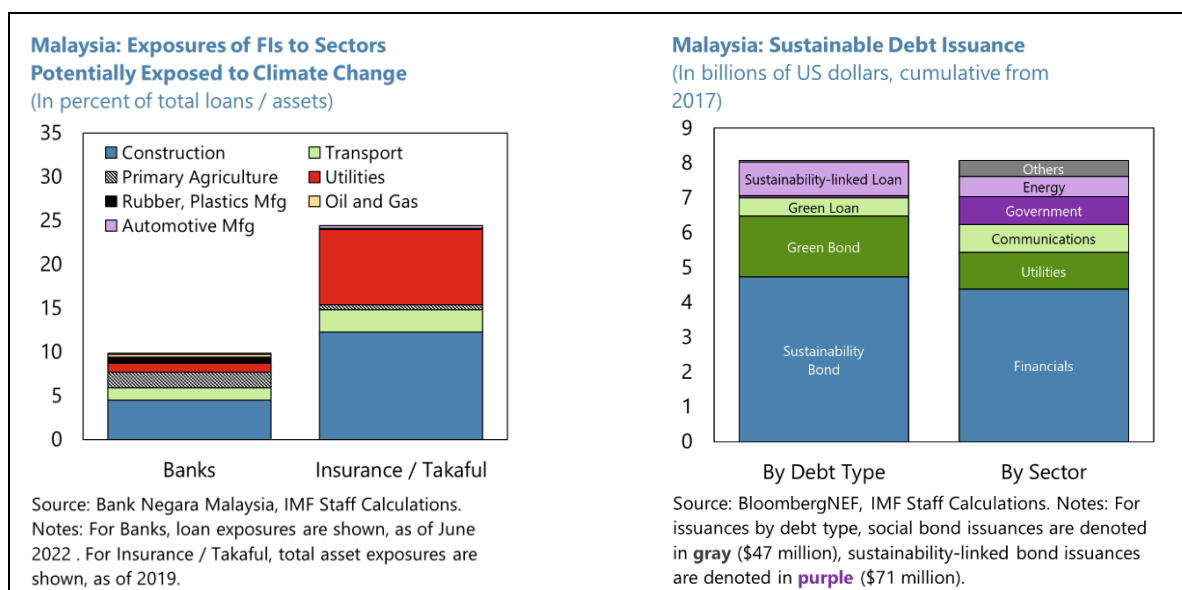 Malaysia: Exposures of FIs to Sectors
Potentially Exposed to Climate Change
(In percent of total loans / assets)
35
30
25
20
15
10
5
0
Construction
Transport
Primary Agriculture
Utilities
Rubber, Plastics Mfg
Oil and Gas
Automotive Mfg
Banks
Insurance / Takaful
Source: Bank Negara Malaysia, IMF Staff Calculations.
Notes: For Banks, loan exposures are shown, as of June
2022 . For Insurance / Takaful, total asset exposures are
shown, as of 2019.
Malaysia: Sustainable Debt Issuance
(In billions of US dollars, cumulative from
2017)
9
8
7
6
5
4
3
2
1
0
Sustainability-linked Loan
Green Loan
Green Bond
Sustainability
Bond
Others
Energy
Government
Communications
Utilities
Financials
By Debt Type
By Sector
Source: BloombergNEF, IMF Staff Calculations. Notes: For
issuances by debt type, social bond issuances are denoted
in gray ($47 million), sustainability-linked bond issuances
are denoted in purple ($71 million).